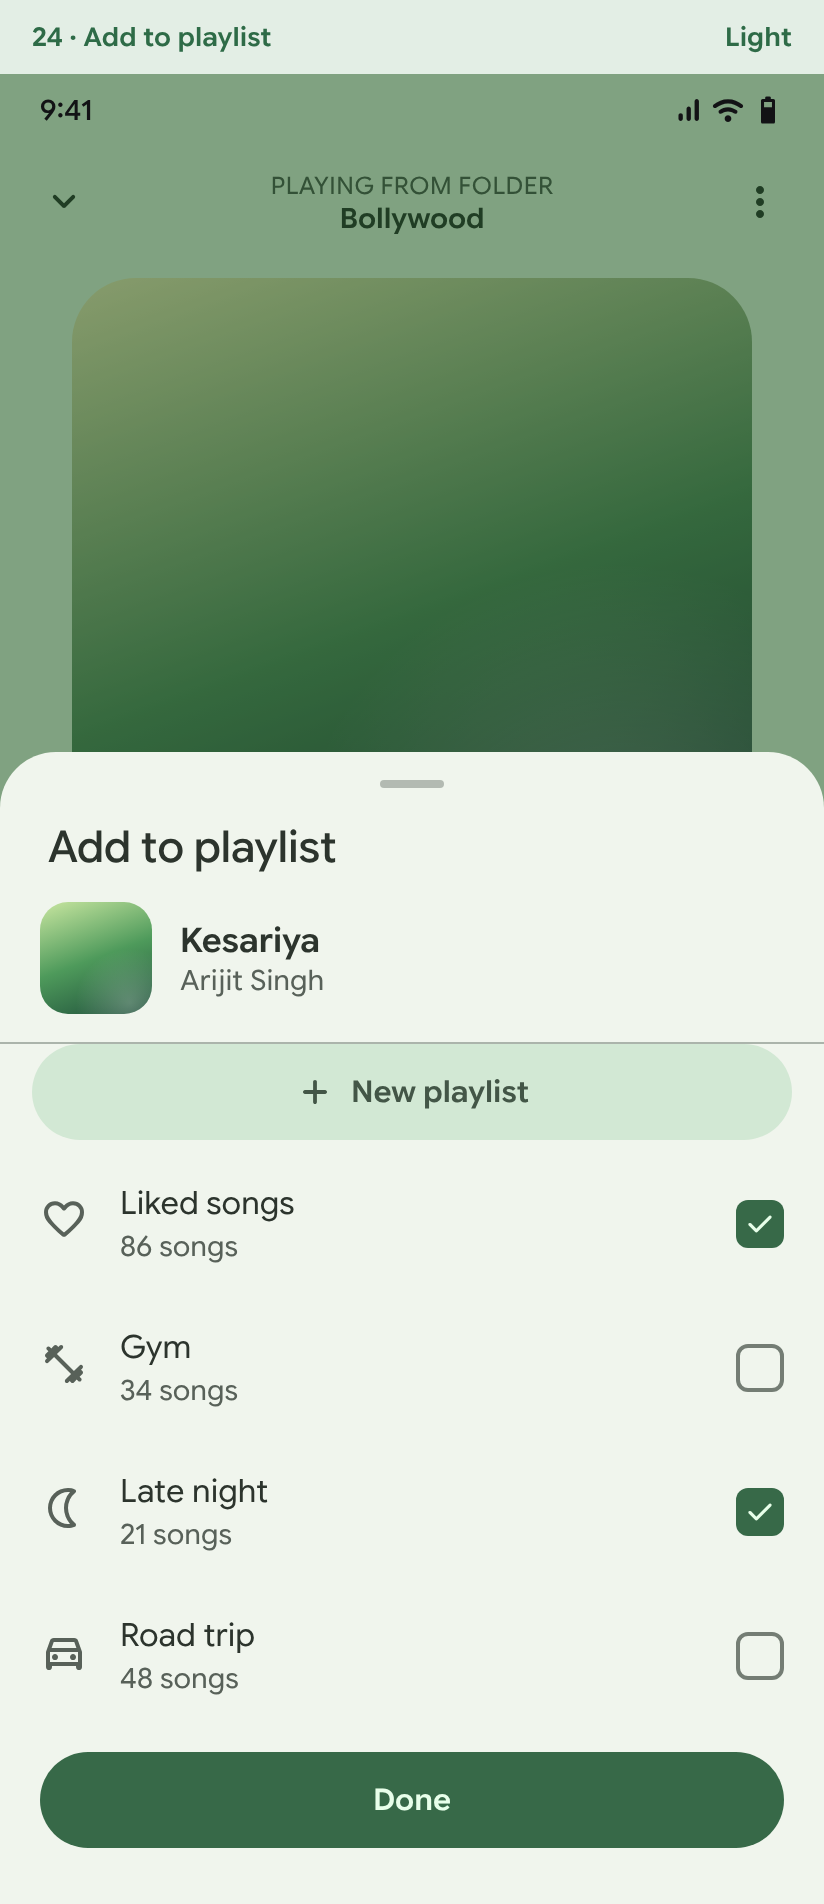 24 · Add to playlist
Light
9:41
PLAYING FROM FOLDER
Bollywood
Add to playlist
Kesariya
Arijit Singh
New playlist
Liked songs
86 songs
Gym
34 songs
Late night
21 songs
Road trip
48 songs
Done